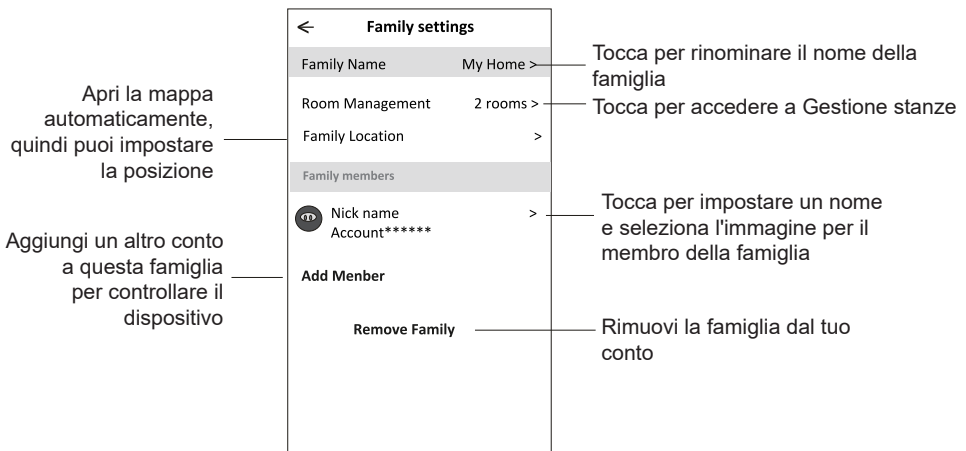 Family settings
Family Name My Home >
Room Management 2 rooms >
Family Location >
Family members
Nick name >
Account******
Add Menber
Remove Family
Apri la mappa
automaticamente,
quindi puoi impostare
la posizione
Aggiungi un altro conto
a questa famiglia
per controllare il
dispositivo
Tocca per rinominare il nome della
famiglia
Tocca per accedere a Gestione stanze
Tocca per impostare un nome
e seleziona l'immagine per il
membro della famiglia
Rimuovi la famiglia dal tuo
conto